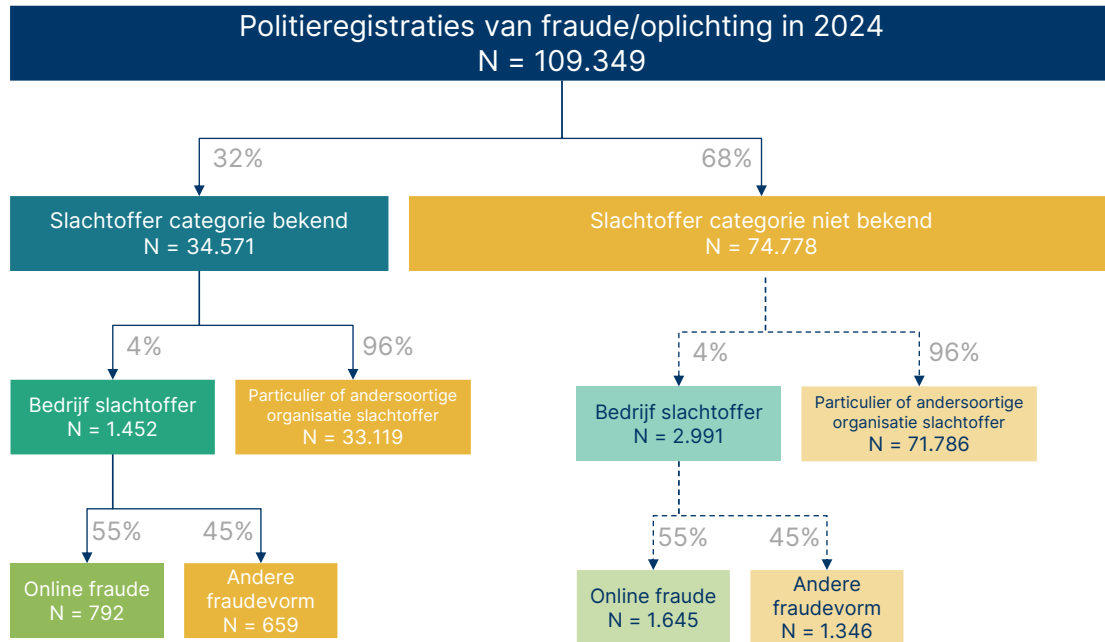 Politieregistraties van fraude/oplichting in 2024
N = 109.349
32%
68%
Slachtoffer categorie bekend
N = 34.571
Slachtoffer categorie niet bekend
N = 74.778
4%
96%
4%
96%
Bedrijf slachtoffer
N = 1.452
Particulier of andersoortige
organisatie slachtoffer
N = 33.119
Bedrijf slachtoffer
N = 2.991
Particulier of andersoortige
organisatie slachtoffer
N = 71.786
55%
45%
55%
45%
Online fraude
N = 792
Andere
fraudevorm
N = 659
Online fraude
N = 1.645
Andere
fraudevorm
N = 1.346